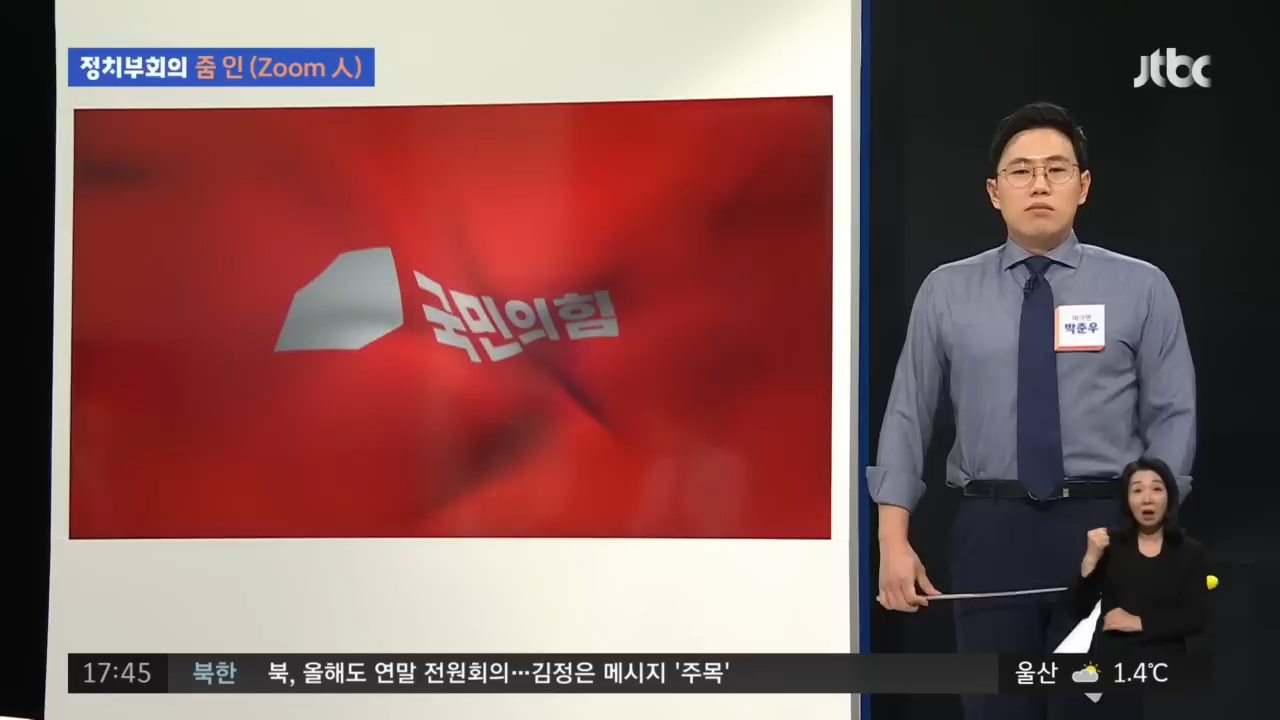 정치부회의 줌 인 (Zoom 人)
jtbc
국민의힘
박준우
17:45 북한 북, 올해도 연말 전원회의…김정은 메시지 '주목'
울산 1.4℃